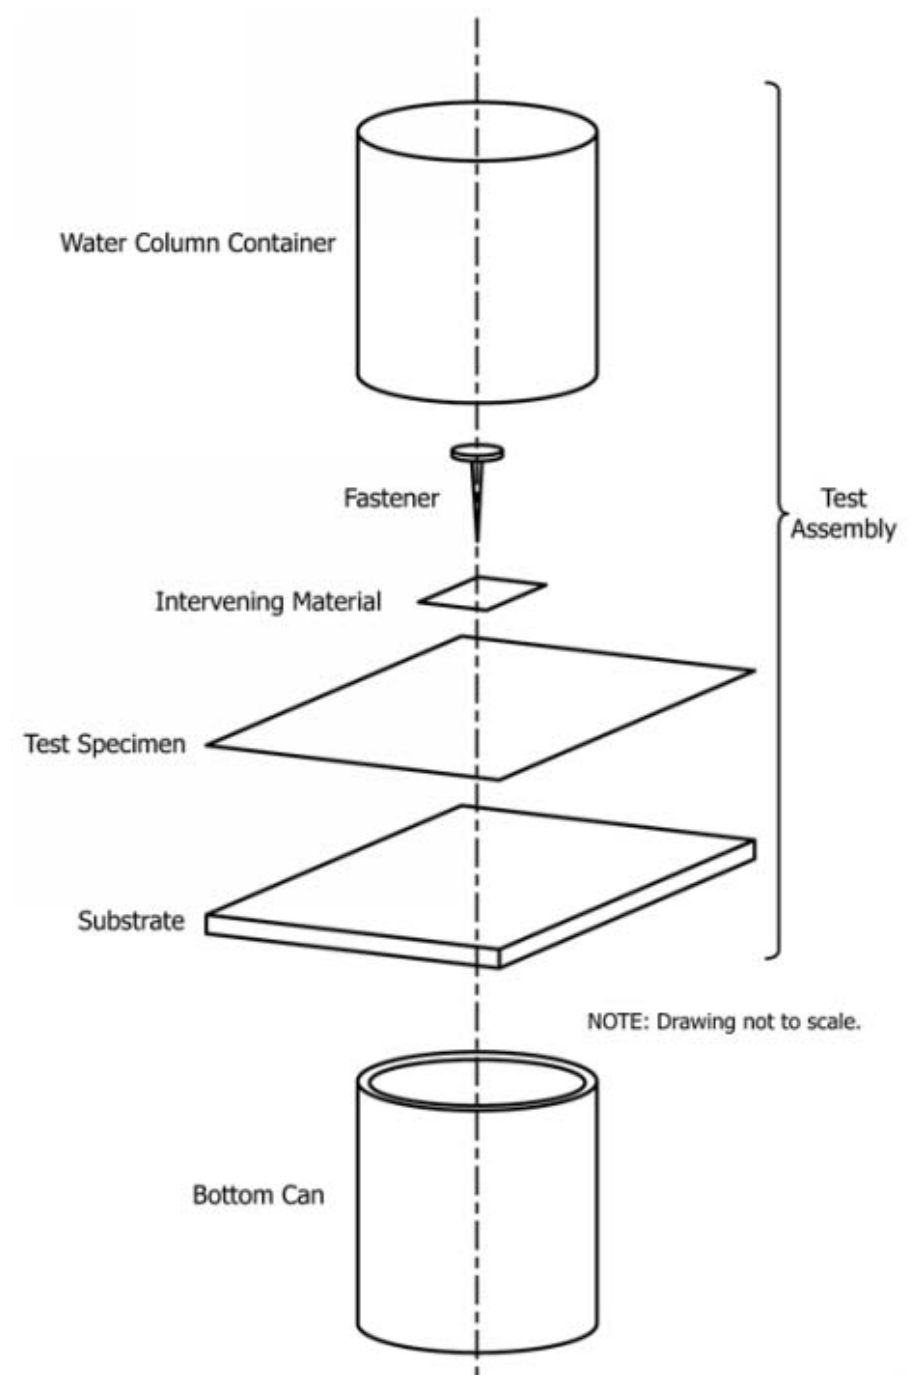 Water Column Container
Fastener
Test
Assembly
Intervening Material
Test Specimen
Substrate
NOTE: Drawing not to scale.
Bottom Can